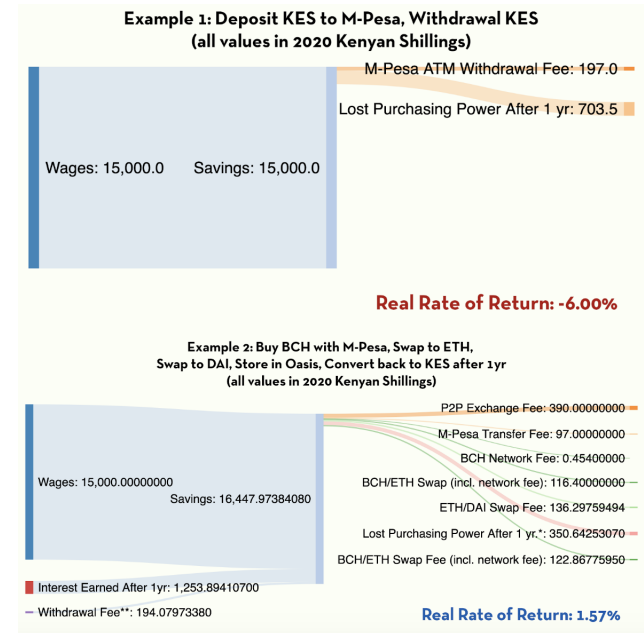 Example 1: Deposit KES to M-Pesa, Withdrawal KES
(all values in 2020 Kenyan Shillings)
M-Pesa ATM Withdrawal Fee: 197.0
Lost Purchasing Power After 1 yr: 703.5
Wages: 15,000.0
Savings: 15,000.0
Real Rate of Return: -6.00%
Example 2: Buy BCH with M-Pesa, Swap to ETH,
Swap to DAI, Store in Oasis, Convert back to KES after 1yr
(all values in 2020 Kenyan Shillings)
P2P Exchange Fee: 390.00000000
M-Pesa Transfer Fee: 97.00000000
BCH Network Fee: 0.45400000
BCH/ETH Swap (incl. network fee): 116.40000000
ETH/DAI Swap Fee: 136.29759494
Lost Purchasing Power After 1 yr.*: 350.64253070
BCH/ETH Swap Fee (incl. network fee): 122.86775950
Wages: 15,000.00000000
Savings: 16,447.97384080
Interest Earned After 1yr: 1,253.89410700
Withdrawal Fee**: 194.07973380
Real Rate of Return: 1.57%